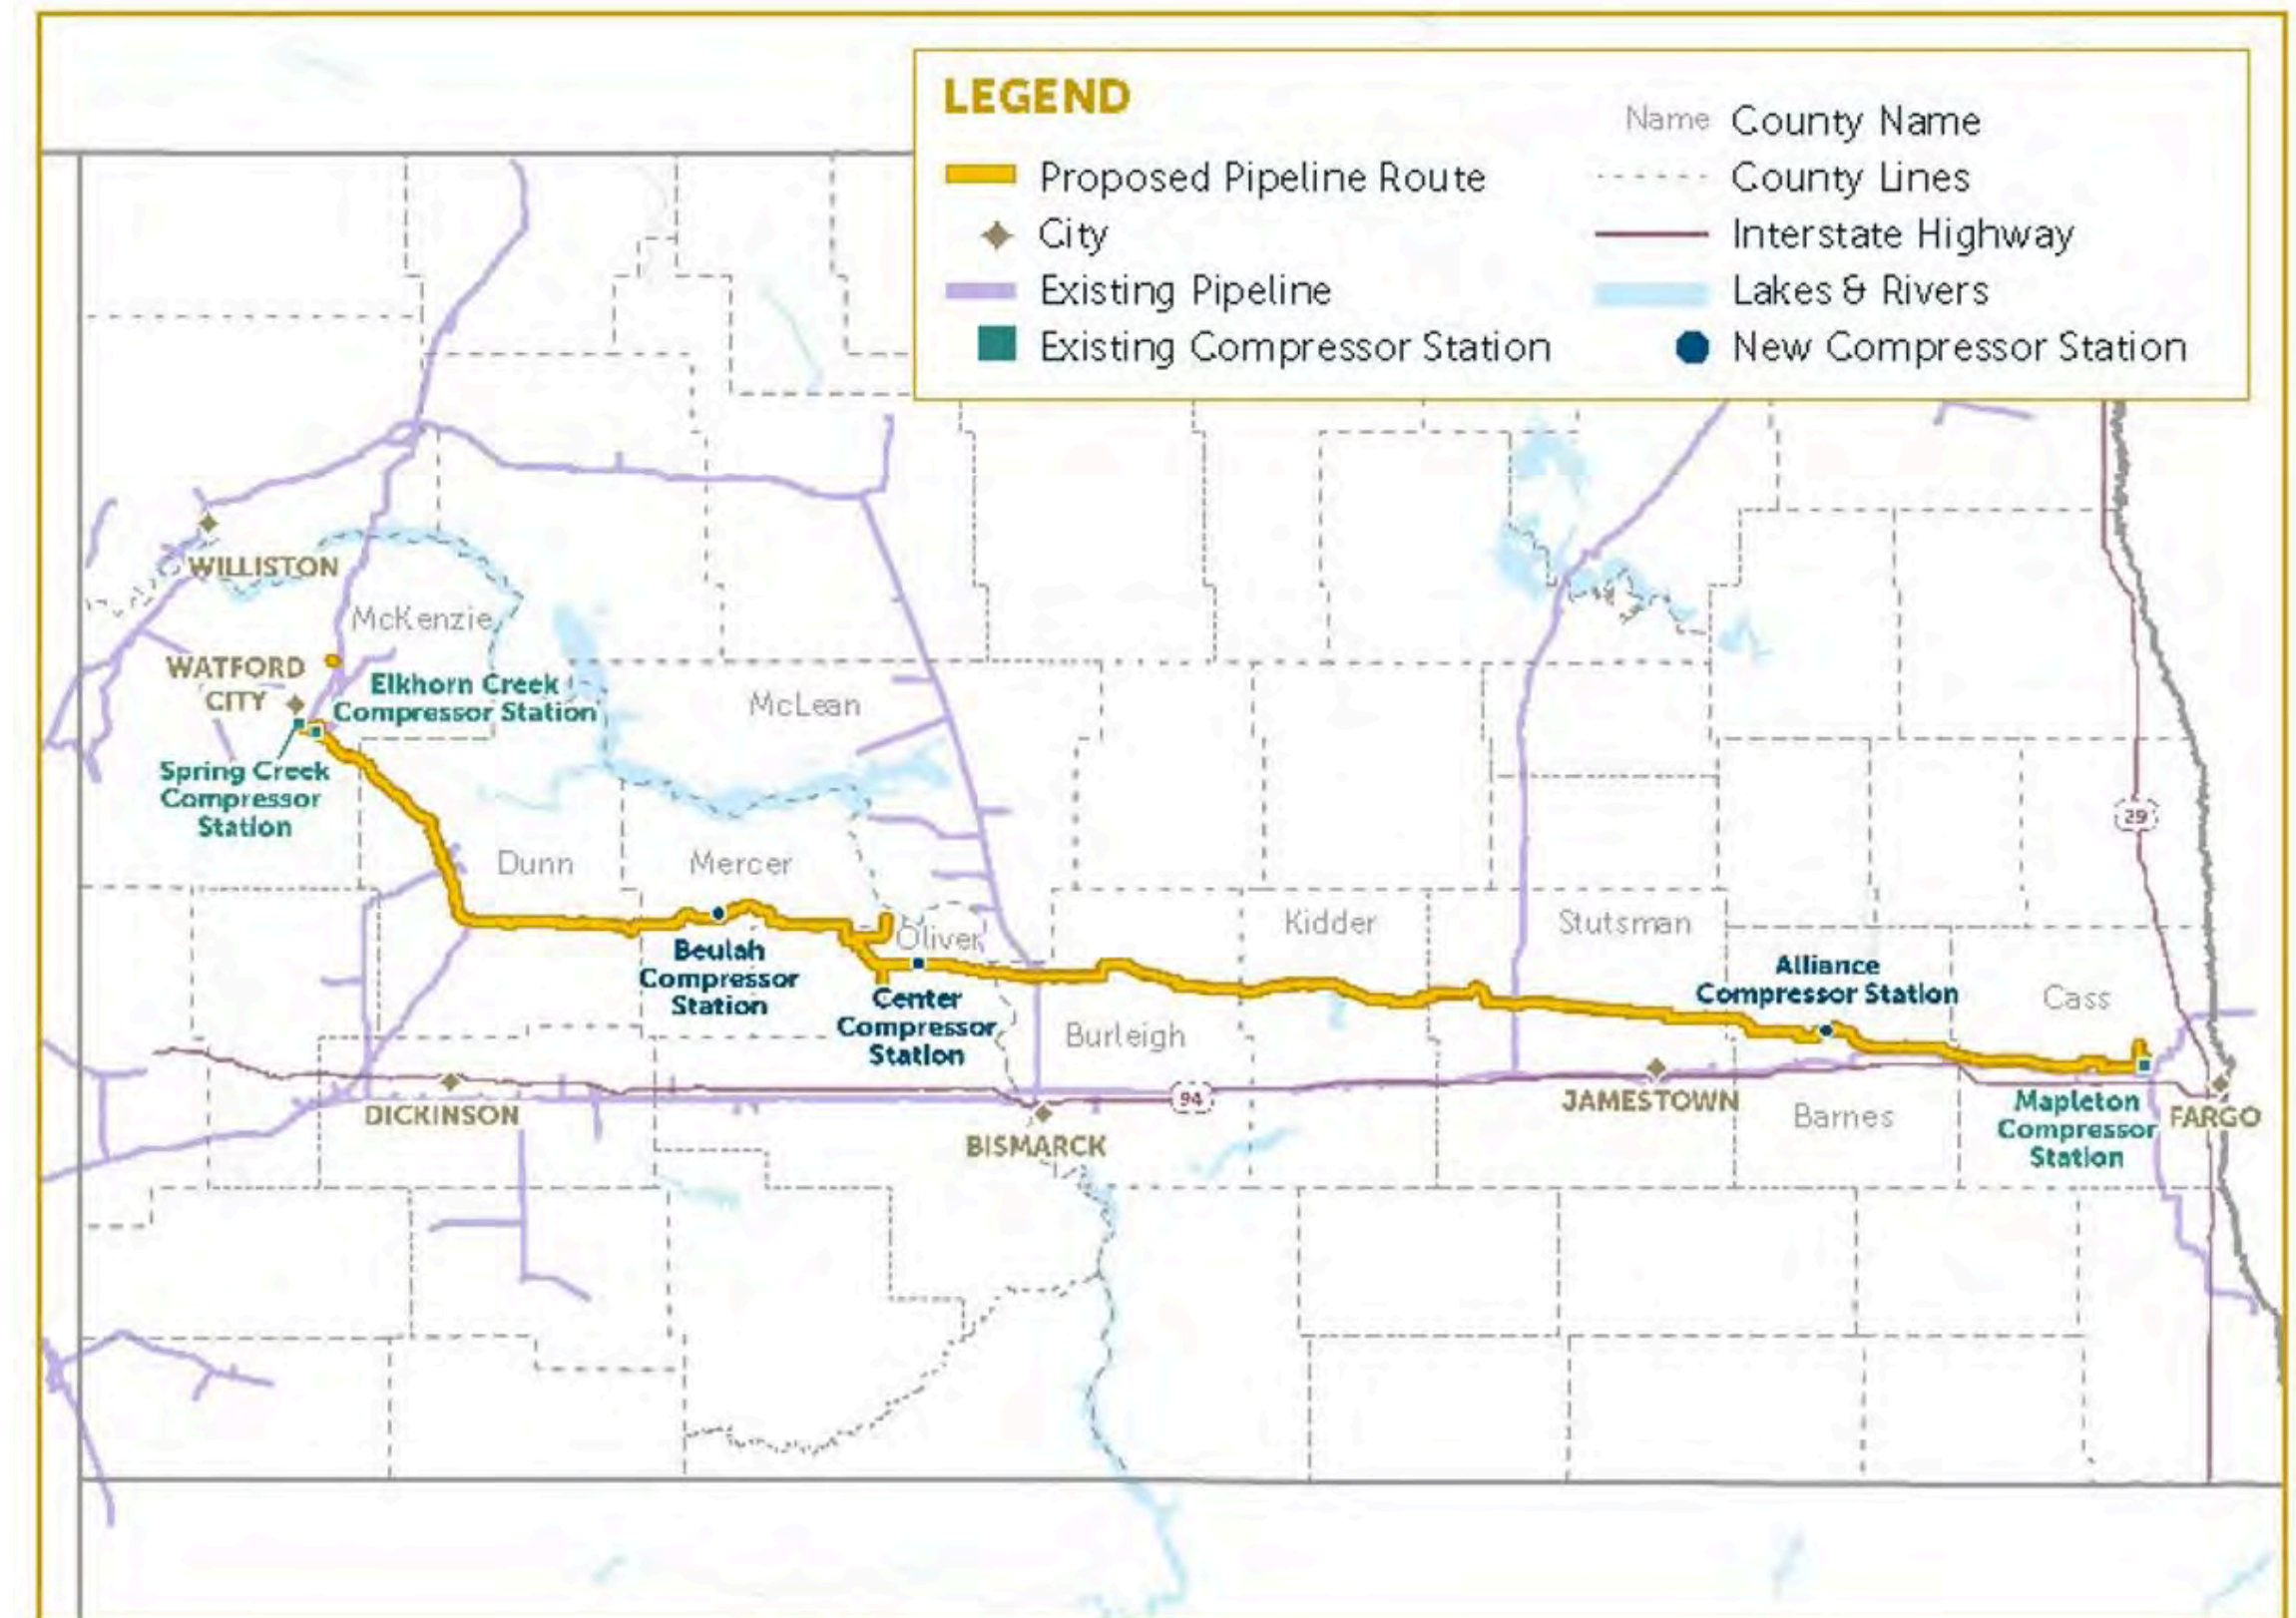 LEGEND
Proposed Pipeline Route
City
Existing Pipeline
Existing Compressor Station
Name County Name
County Lines
Interstate Highway
Lakes & Rivers
New Compressor Station
WILLISTON
McKenzie
WATFORD
CITY
Elkhorn Creek
Compressor Station
Spring Creek
Compressor
Station
McLean
29
Dunn
Mercer
Beulah
Compressor
Station
Oliver
Center
Compressor
Station
Kidder
Stutsman
Alliance
Compressor Station
Cass
Burleigh
DICKINSON
94
BISMARCK
JAMESTOWN
Barnes
Mapleton
Compressor
Station
FARGO